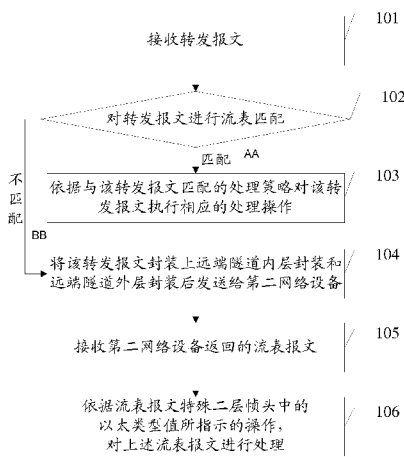 101
接收转发报文
102
对转发报文进行流表匹配
匹配 AA
不匹配
BB
103
依据与该转发报文匹配的处理策略对该转
发报文执行相应的处理操作
104
将该转发报文封装上远端隧道内层封装和
远端隧道外层封装后发送给第二网络设备
105
接收第二网络设备返回的流表报文
106
依据流表报文特殊二层帧头中的
以太类型值所指示的操作,
对上述流表报文进行处理